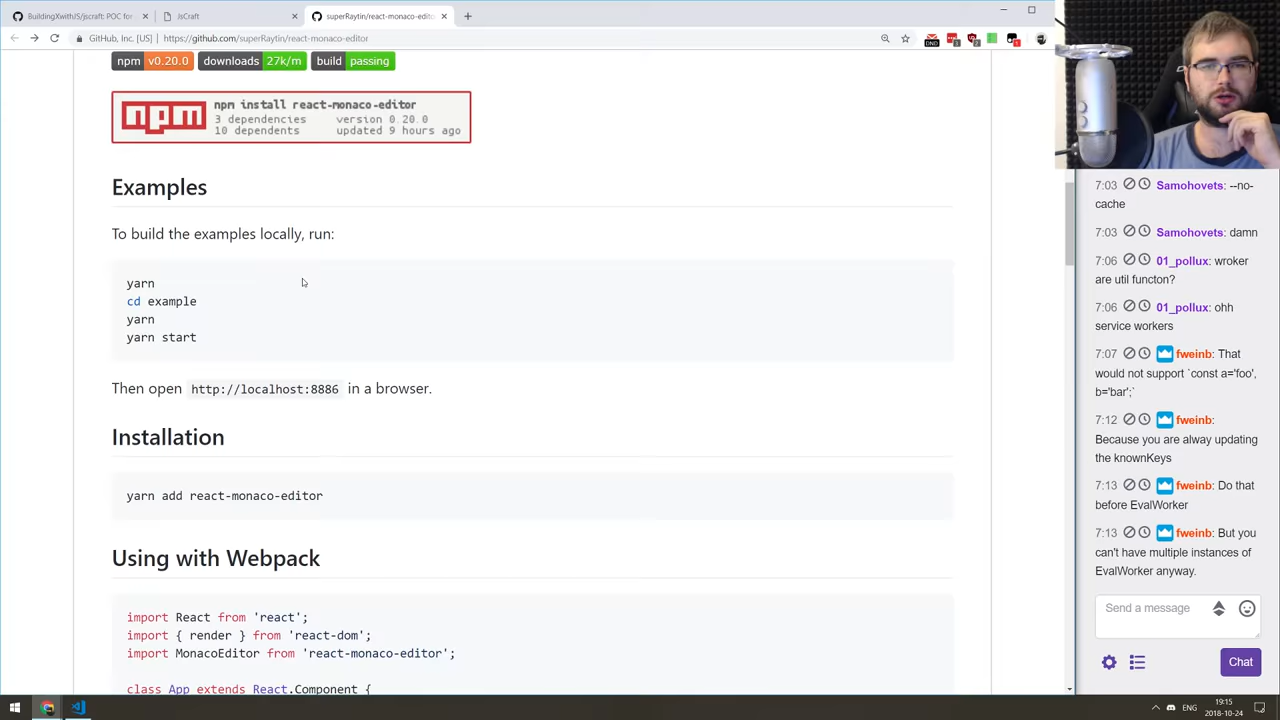 BuildingXwithJS/jscraft: POC for
JsCraft
superRaytin/react-monaco-edito
GitHub, Inc. [US]
https://github.com/superRaytin/react-monaco-editor
npm v0.20.0
downloads 27k/m
build passing
npm
npm install react-monaco-editor
3 dependencies version 0.20.0
10 dependents updated 9 hours ago
Examples
To build the examples locally, run:
yarn
cd example
yarn
yarn start
Then open http://localhost:8886 in a browser.
Installation
yarn add react-monaco-editor
Using with Webpack
import React from 'react';
import { render } from 'react-dom';
import MonacoEditor from 'react-monaco-editor';
class App extends React.Component {
7:03 Samohovets: --no-
cache
7:03 Samohovets: damn
7:06 01_pollux: wroker
are util functon?
7:06 01_pollux: ohh
service workers
7:07 fweinb: That
would not support `const a='foo',
b='bar';`
7:12 fweinb:
Because you are alway updating
the knownKeys
7:13 fweinb: Do that
before EvalWorker
7:13 fweinb: But you
can't have multiple instances of
EvalWorker anyway.
Send a message
Chat
ENG
19:15
2018-10-24